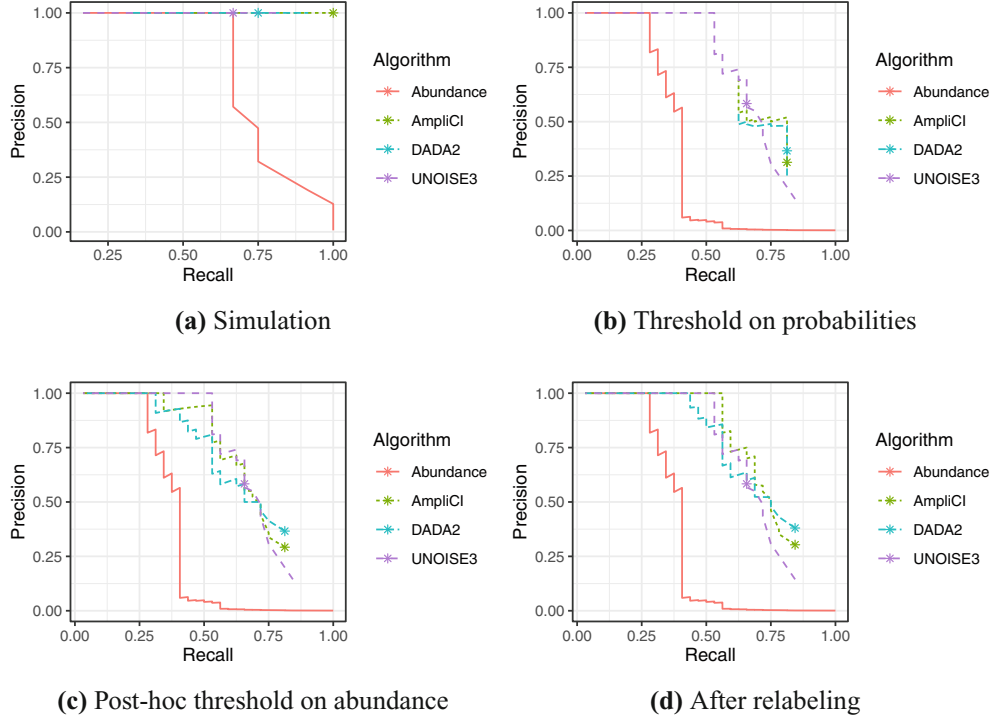 1.00
0.75
0.50
0.25
0.00
Precision
0.25
0.50
0.75
1.00
Recall
Algorithm
Abundance
AmpliCI
DADA2
UNOISE3
(a) Simulation
1.00
0.75
0.50
0.25
0.00
Precision
0.00
0.25
0.50
0.75
1.00
Recall
Algorithm
Abundance
AmpliCI
DADA2
UNOISE3
(b) Threshold on probabilities
1.00
0.75
0.50
0.25
0.00
Precision
0.00
0.25
0.50
0.75
1.00
Recall
Algorithm
Abundance
AmpliCI
DADA2
UNOISE3
(c) Post-hoc threshold on abundance
1.00
0.75
0.50
0.25
0.00
Precision
0.00
0.25
0.50
0.75
1.00
Recall
Algorithm
Abundance
AmpliCI
DADA2
UNOISE3
(d) After relabeling